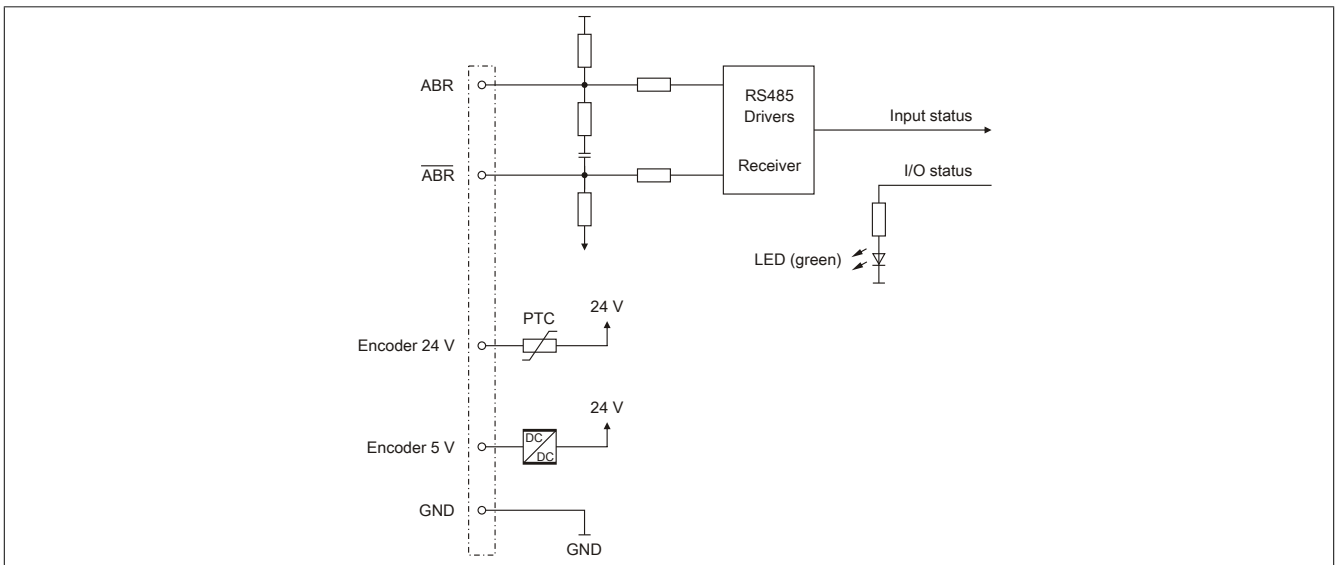 ABR
RS485
Drivers
Receiver
Input status
A̅B̅R̅
I/O status
LED (green)
24 V
PTC
Encoder 24 V
24 V
Encoder 5 V
DC
DC
GND
GND